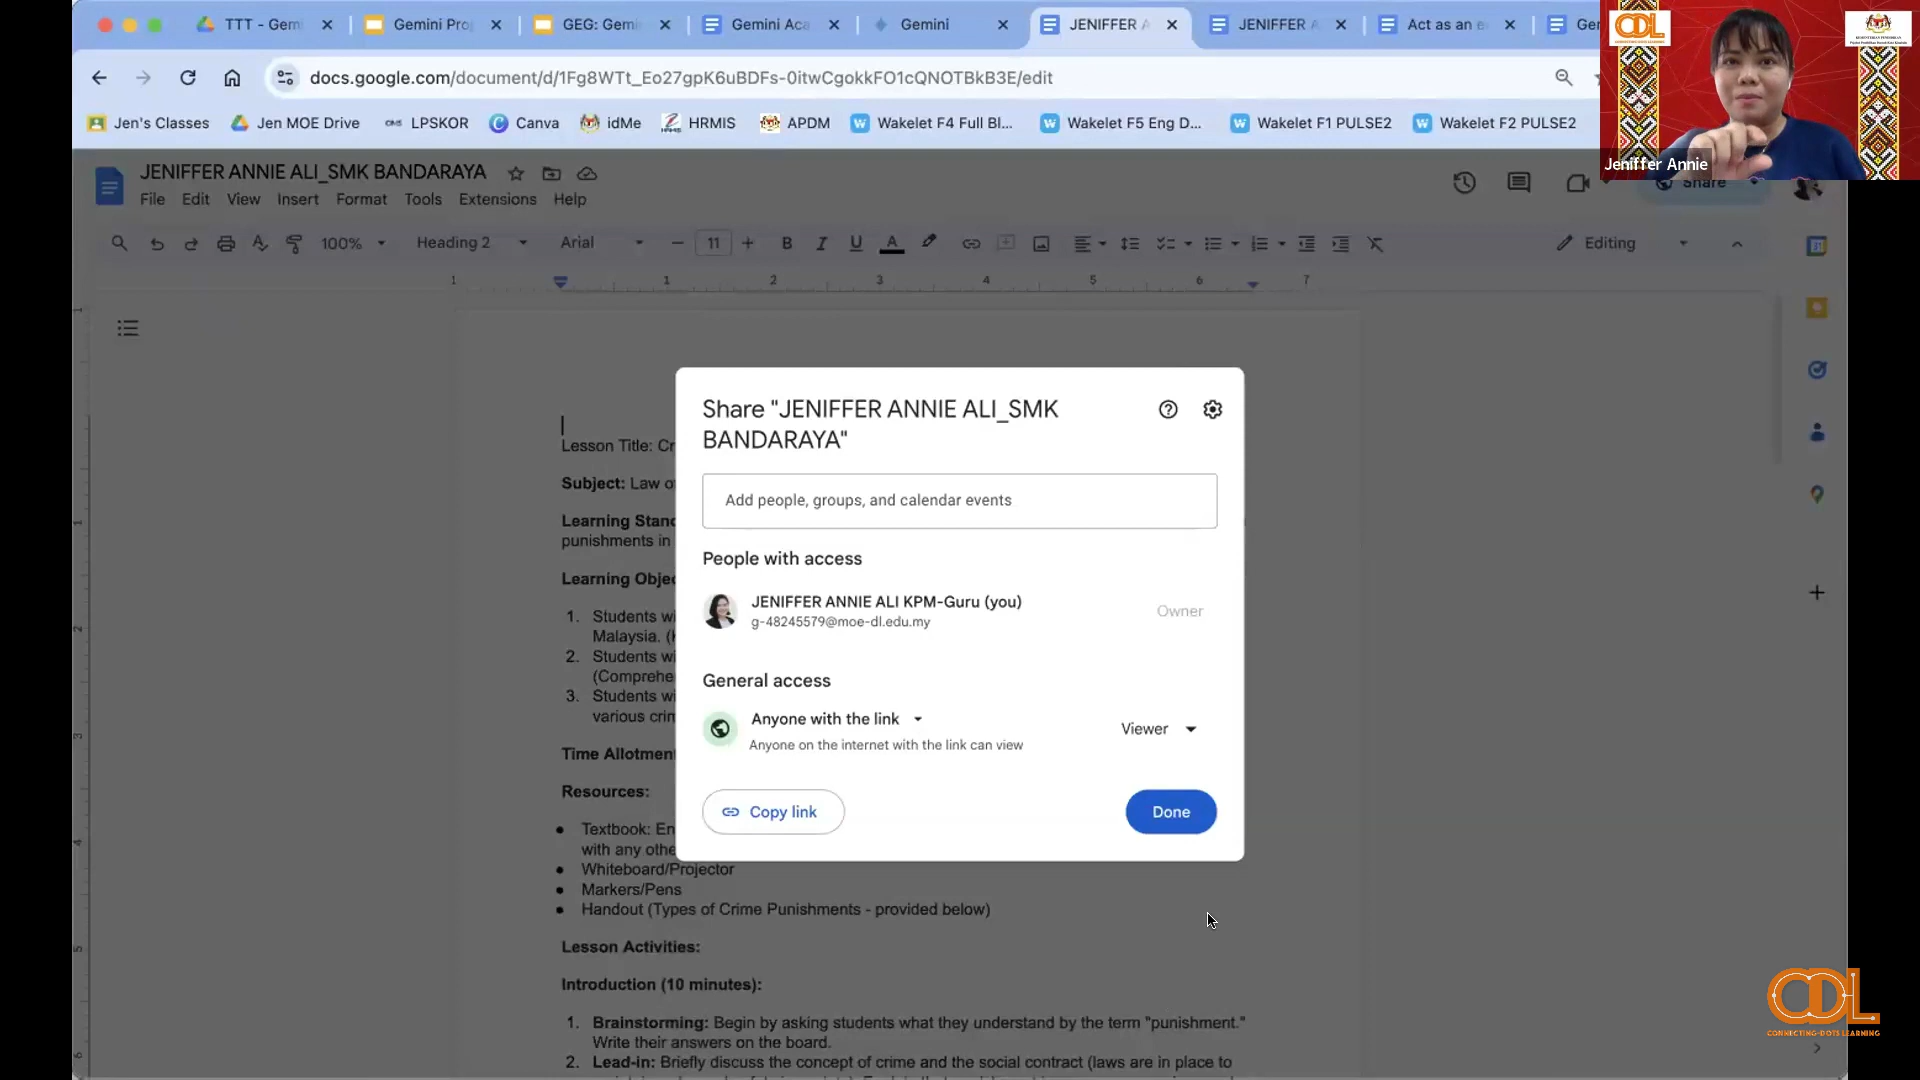 TTT - Gem
Gemini Pro
GEG: Gemi
Gemini Aca
Gemini
JENIFFER A
JENIFFER A
Act as an e
Ge
docs.google.com/document/d/1Fg8WTt_Eo27gpK6uBDFs-0itwCgokkFO1cQNOTBkB3E/edit
Jen's Classes
Jen MOE Drive
LPSKOR
Canva
idMe
HRMIS
APDM
Wakelet F4 Full Bl...
Wakelet F5 Eng D...
Wakelet F1 PULSE2
Wakelet F2 PULSE2
Jeniffer Annie
JENIFFER ANNIE ALI_SMK BANDARAYA
File Edit View Insert Format Tools Extensions Help
Share
100% Heading 2 Arial 11 Editing
1 1 2 3 4 5 6 7
Lesson Title: Cr
Subject: Law o
Learning Stand
punishments in
Learning Objec
1. Students wi
Malaysia. (
2. Students wi
(Comprehe
3. Students wi
various crim
Time Allotment
Resources:
Textbook: En
with any othe
Whiteboard/Projector
Markers/Pens
Handout (Types of Crime Punishments - provided below)
Lesson Activities:
Introduction (10 minutes):
1. Brainstorming: Begin by asking students what they understand by the term "punishment."
Write their answers on the board.
2. Lead-in: Briefly discuss the concept of crime and the social contract (laws are in place to
Share "JENIFFER ANNIE ALI_SMK
BANDARAYA"
Add people, groups, and calendar events
People with access
JENIFFER ANNIE ALI KPM-Guru (you)
g-48245579@moe-dl.edu.my
Owner
General access
Anyone with the link
Anyone on the internet with the link can view
Viewer
Copy link
Done
CDL
CONNECTING-DOTS LEARNING